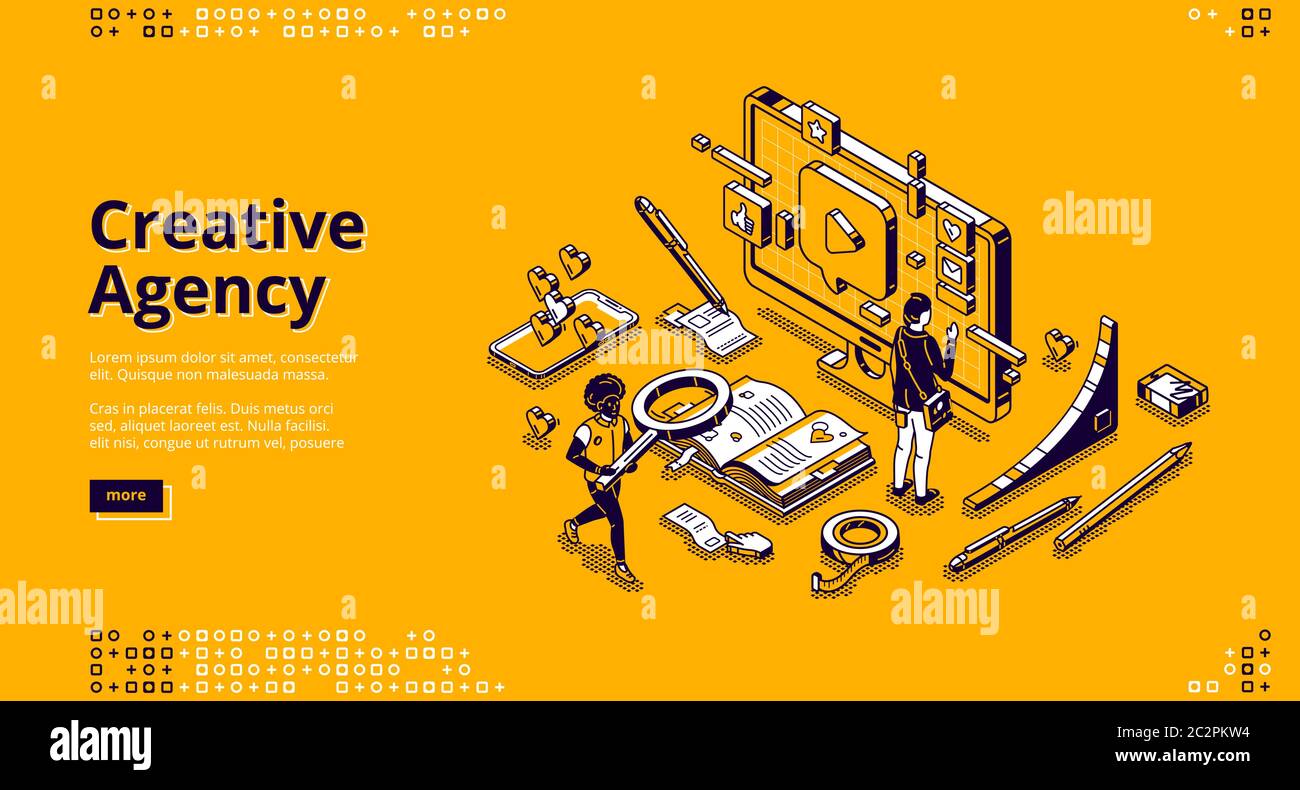 Creative
Agency
Lorem ipsum dolor sit amet, consectetur
elit. Quisque non malesuada massa.
Cras in placerat felis. Duis metus orci
sed, aliquet laoreet est. Nulla facilisi.
elit nisi, congue ut rutrum vel, posuere
more
a a a a a
alamy a alamy
a a
a a a
alamy a a alamy a
alamy
Image ID: 2C2PKW4
www.alamy.com